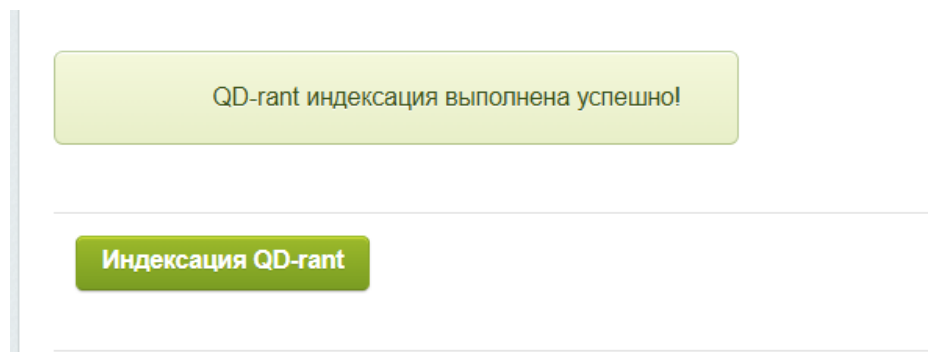 QD-rant индексация выполнена успешно!
Индексация QD-rant